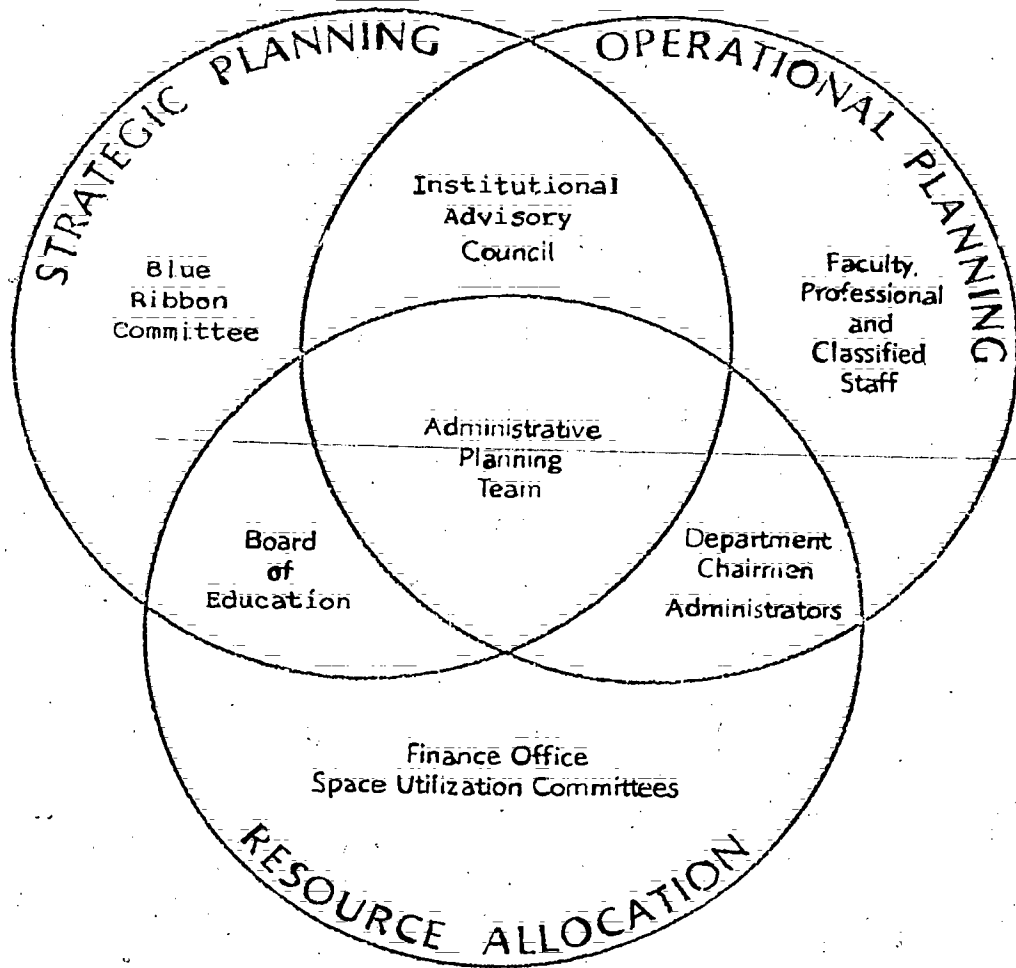 STRATEGIC PLANNING
OPERATIONAL PLANNING
Institutional
Advisory
Council
Blue
Ribbon
Committee
Faculty,
Professional
and
Classified
Staff
Administrative
Planning
Team
Board
of
Education
Department
Chairmen
Administrators
Finance Office
Space Utilization Committees
RESOURCE ALLOCATION